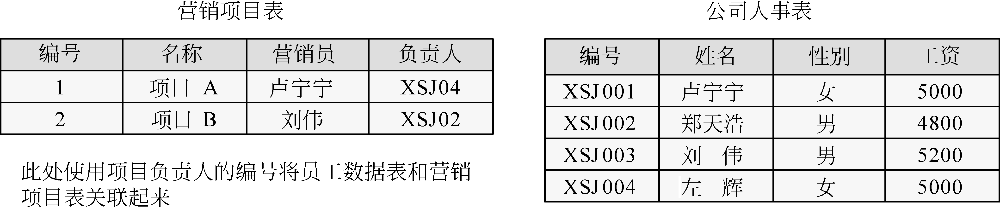 营销项目表
编号 名称 营销员 负责人
1 项目 A 卢宁宁 XSJ04
2 项目 B 刘伟 XSJ02
此处使用项目负责人的编号将员工数据表和营销
项目表关联起来
公司人事表
编号 姓名 性别 工资
XSJ001 卢宁宁 女 5000
XSJ002 郑天浩 男 4800
XSJ003 刘 伟 男 5200
XSJ004 左 辉 女 5000